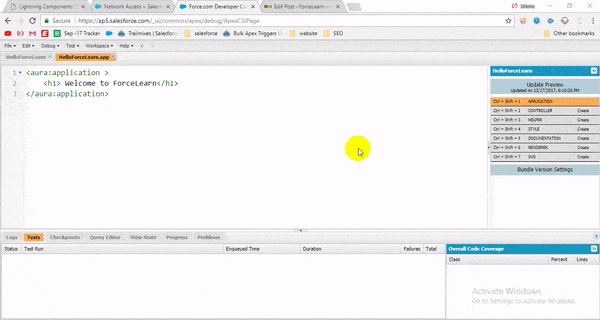 Lightning Components
Network Access ~ Sales
Force.com Developer Con
Edit Post ‹ ForceLearn —
Secure https://ap5.salesforce.com/_ui/common/apex/debug/ApexCSIPage
Apps Sep -IT Tracker Trailmixes | Salesforce salesforce Bulk Apex Triggers website SEO Other bookmarks
File Edit Debug Test Workspace Help < >
HelloForceLearn HelloForceLearn.app
1 <aura:application >
2 <h1> Welcome to ForceLearn</h1>
3 </aura:application>
HelloForceLearn
Update Preview
Updated on 12/17/2017, 6:10:26 PM
Ctrl + Shift + 1 APPLICATION
Ctrl + Shift + 2 CONTROLLER Create
Ctrl + Shift + 3 HELPER Create
Ctrl + Shift + 4 STYLE Create
Ctrl + Shift + 5 DOCUMENTATION Create
Ctrl + Shift + 6 RENDERER Create
Ctrl + Shift + 7 SVG Create
Bundle Version Settings
Logs Tests Checkpoints Query Editor View State Progress Problems
Status Test Run Enqueued Time Duration Failures Total
Overall Code Coverage
Class Percent Lines
Activate Windows
Go to Settings to activate Windows.